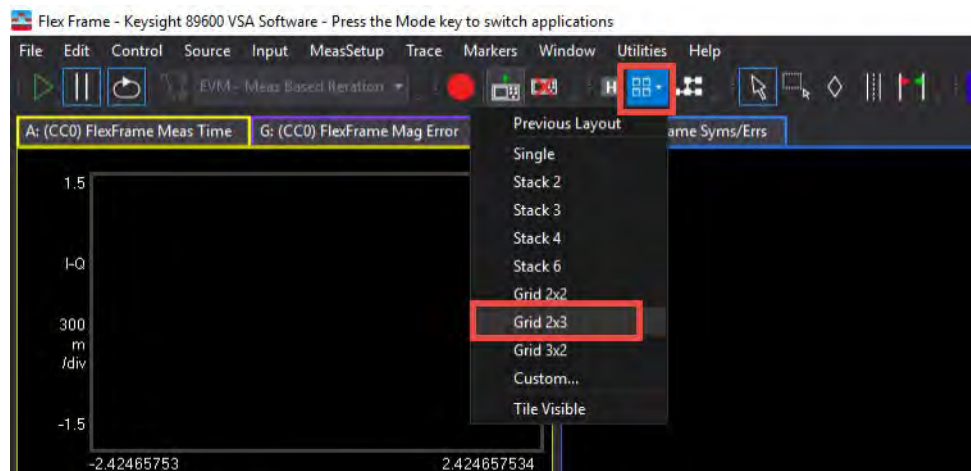 Flex Frame - Keysight 89600 VSA Software - Press the Mode key to switch applications
File Edit Control Source Input MeasSetup Trace Markers Window Utilities Help
EVM - Meas Based Iteration
H
A: (CC0) FlexFrame Meas Time G: (CC0) FlexFrame Mag Error ame Syms/Errs
Previous Layout
Single
1.5 Stack 2
Stack 3
Stack 4
I-Q Stack 6
Grid 2x2
300 Grid 2x3
m Grid 3x2
/div
Custom...
Tile Visible
-1.5
-2.42465753 2.424657534